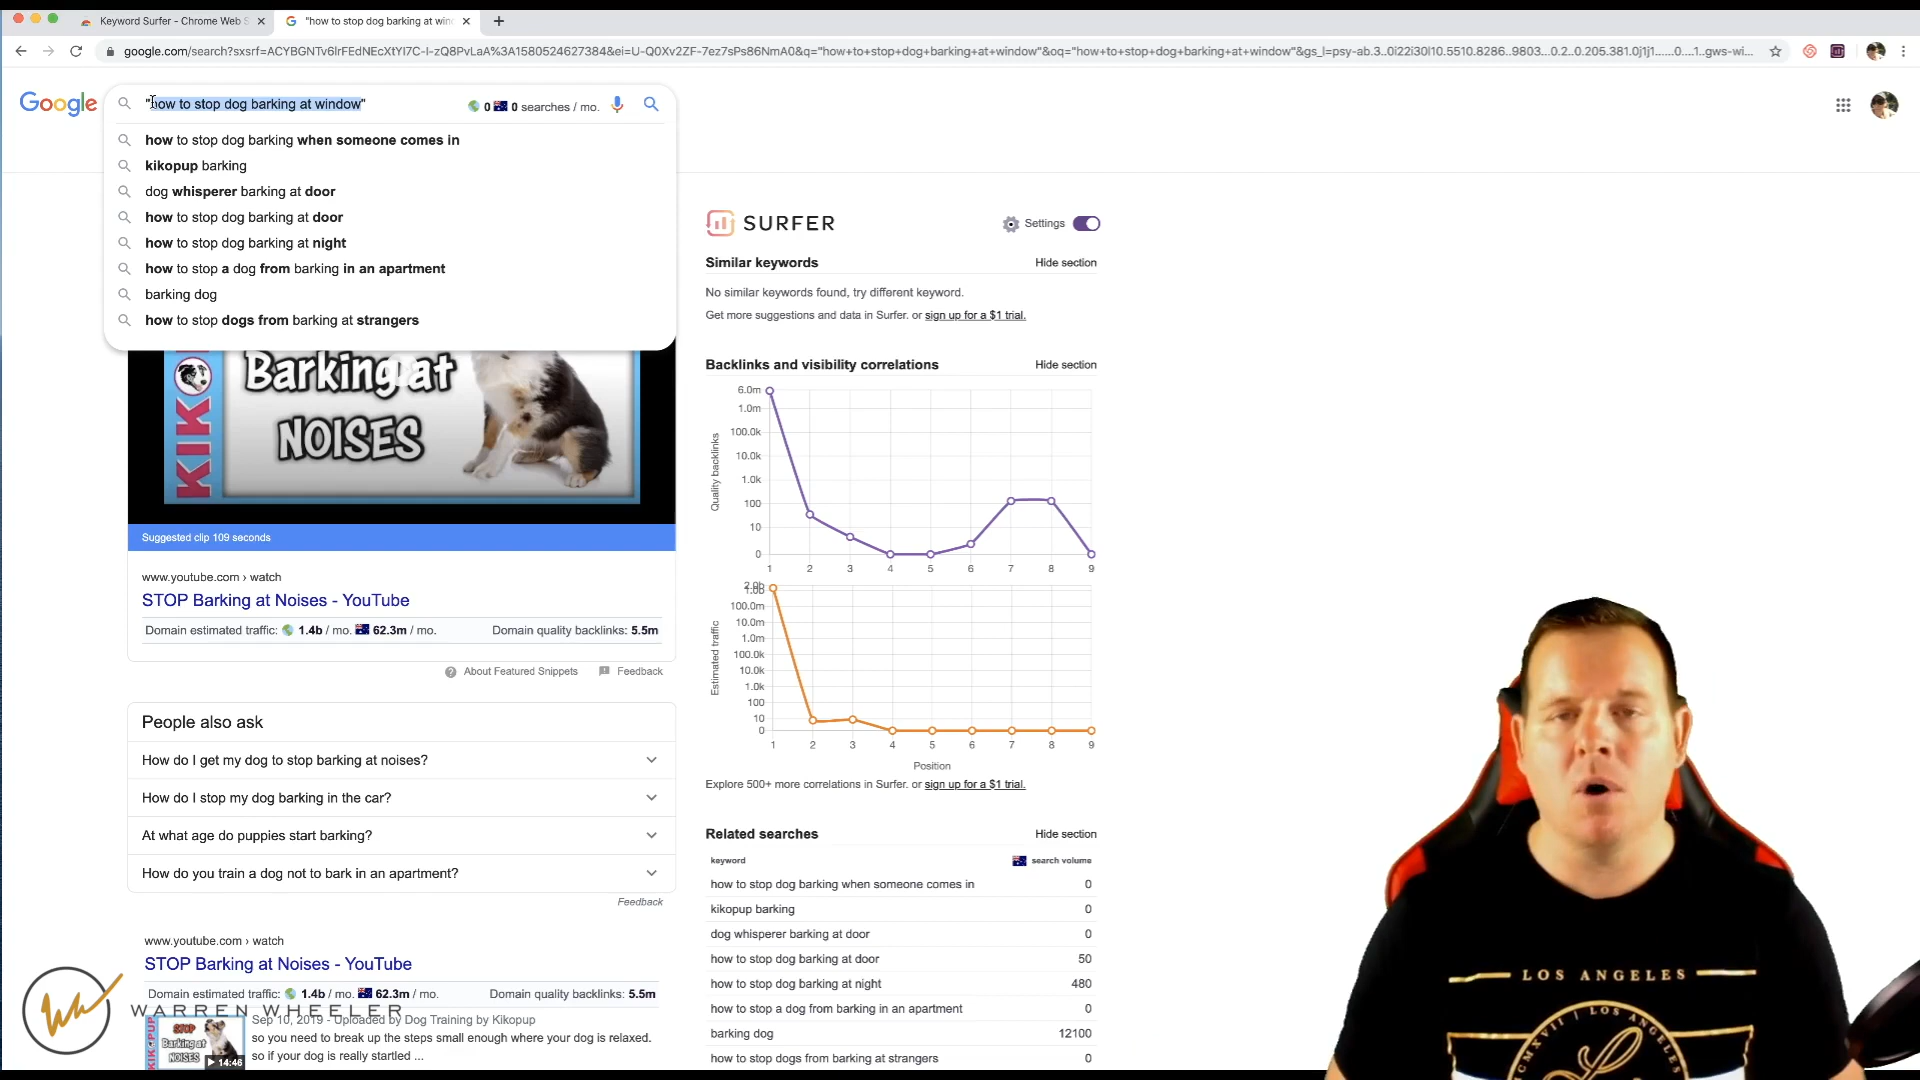 Keyword Surfer - Chrome Web S
"how to stop dog barking at win
google.com/search?sxsrf=ACYBGNTv6IrFEdNEcXtYI7C-l-zQ8PvLaA%3A1580524627384&ei=U-Q0Xv2ZF-7ez7sPs86NmA0&q="how+to+stop+dog+barking+at+window"&oq="how+to+stop+dog+barking+at+window"&gs_l=psy-ab.3..0i22i30l10.5510.8286..9803...0.2..0.205.381.0j1j1......0....1..gws-wi...
Google
"how to stop dog barking at window"
0 0 searches / mo.
how to stop dog barking when someone comes in
kikopup barking
dog whisperer barking at door
how to stop dog barking at door
how to stop dog barking at night
how to stop a dog from barking in an apartment
barking dog
how to stop dogs from barking at strangers
Barking at
NOISES
Suggested clip 109 seconds
www.youtube.com › watch
STOP Barking at Noises - YouTube
Domain estimated traffic: 1.4b / mo. 62.3m / mo. Domain quality backlinks: 5.5m
About Featured Snippets Feedback
People also ask
How do I get my dog to stop barking at noises?
How do I stop my dog barking in the car?
At what age do puppies start barking?
How do you train a dog not to bark in an apartment?
Feedback
www.youtube.com › watch
STOP Barking at Noises - YouTube
Domain estimated traffic: 1.4b / mo. 62.3m / mo. Domain quality backlinks: 5.5m
WARREN WHEELER
Sep 10, 2019 - Uploaded by Dog Training by Kikopup
so you need to break up the steps small enough where your dog is relaxed.
so if your dog is really startled ...
KIKOPUP
STOP
Barking at
NOISES
14:46
SURFER
Settings
Similar keywords
Hide section
No similar keywords found, try different keyword.
Get more suggestions and data in Surfer. or sign up for a $1 trial.
Backlinks and visibility correlations
Hide section
Quality backlinks
6.0m
1.0m
100.0k
10.0k
1.0k
100
10
0
1 2 3 4 5 6 7 8 9
Estimated traffic
2.0b
1.0b
100.0m
10.0m
1.0m
100.0k
10.0k
1.0k
100
10
0
1 2 3 4 5 6 7 8 9
Position
Explore 500+ more correlations in Surfer. or sign up for a $1 trial.
Related searches
Hide section
keyword search volume
how to stop dog barking when someone comes in 0
kikopup barking 0
dog whisperer barking at door 0
how to stop dog barking at door 50
how to stop dog barking at night 480
how to stop a dog from barking in an apartment 0
barking dog 12100
how to stop dogs from barking at strangers 0
LOS ANGELES